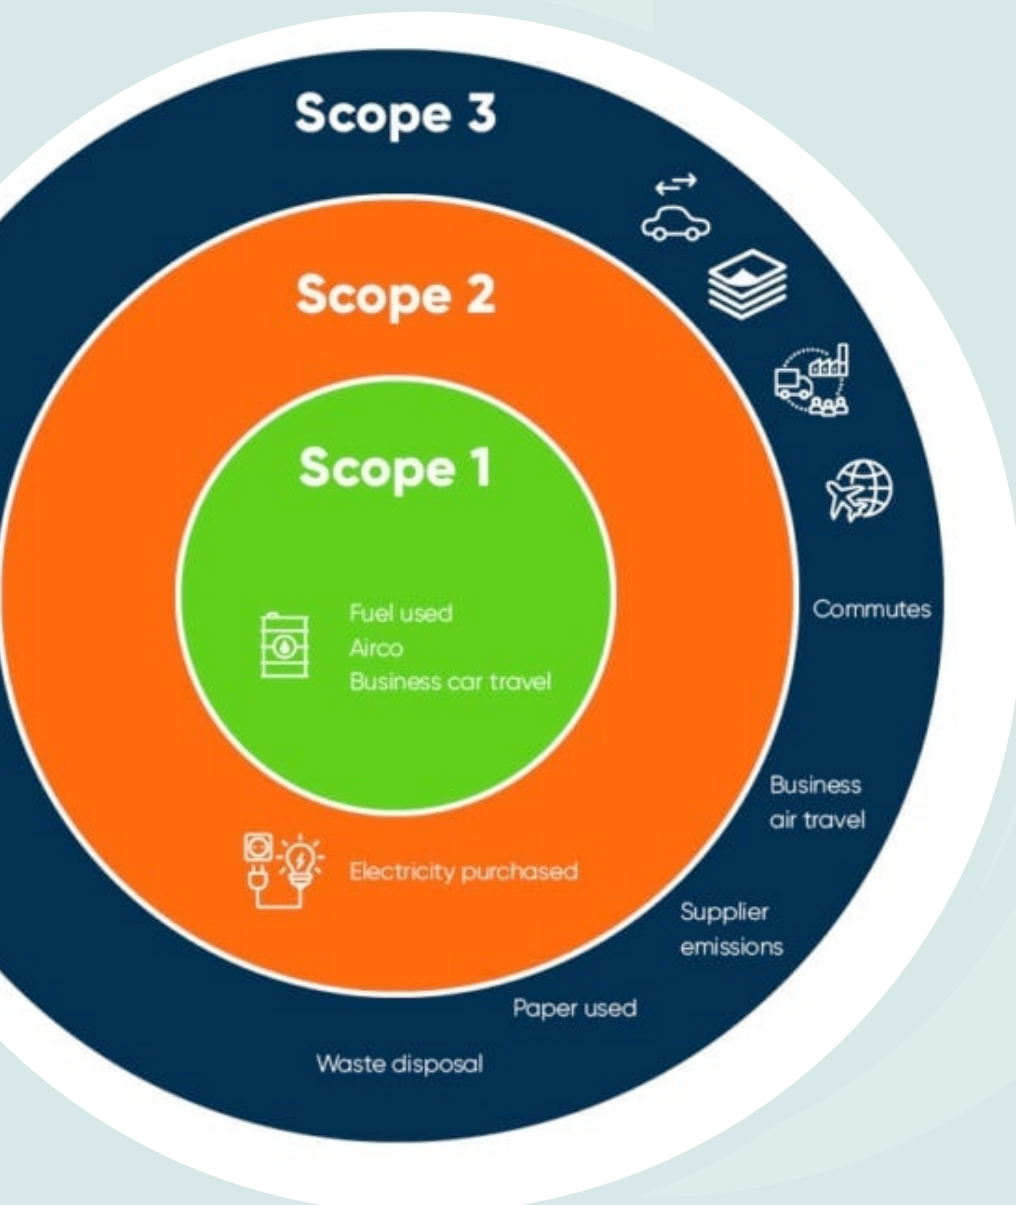 Scope 3
Scope 2
Scope 1
Fuel used
Airco
Business car travel
Commutes
Business
air travel
Electricity purchased
Supplier
emissions
Paper used
Waste disposal